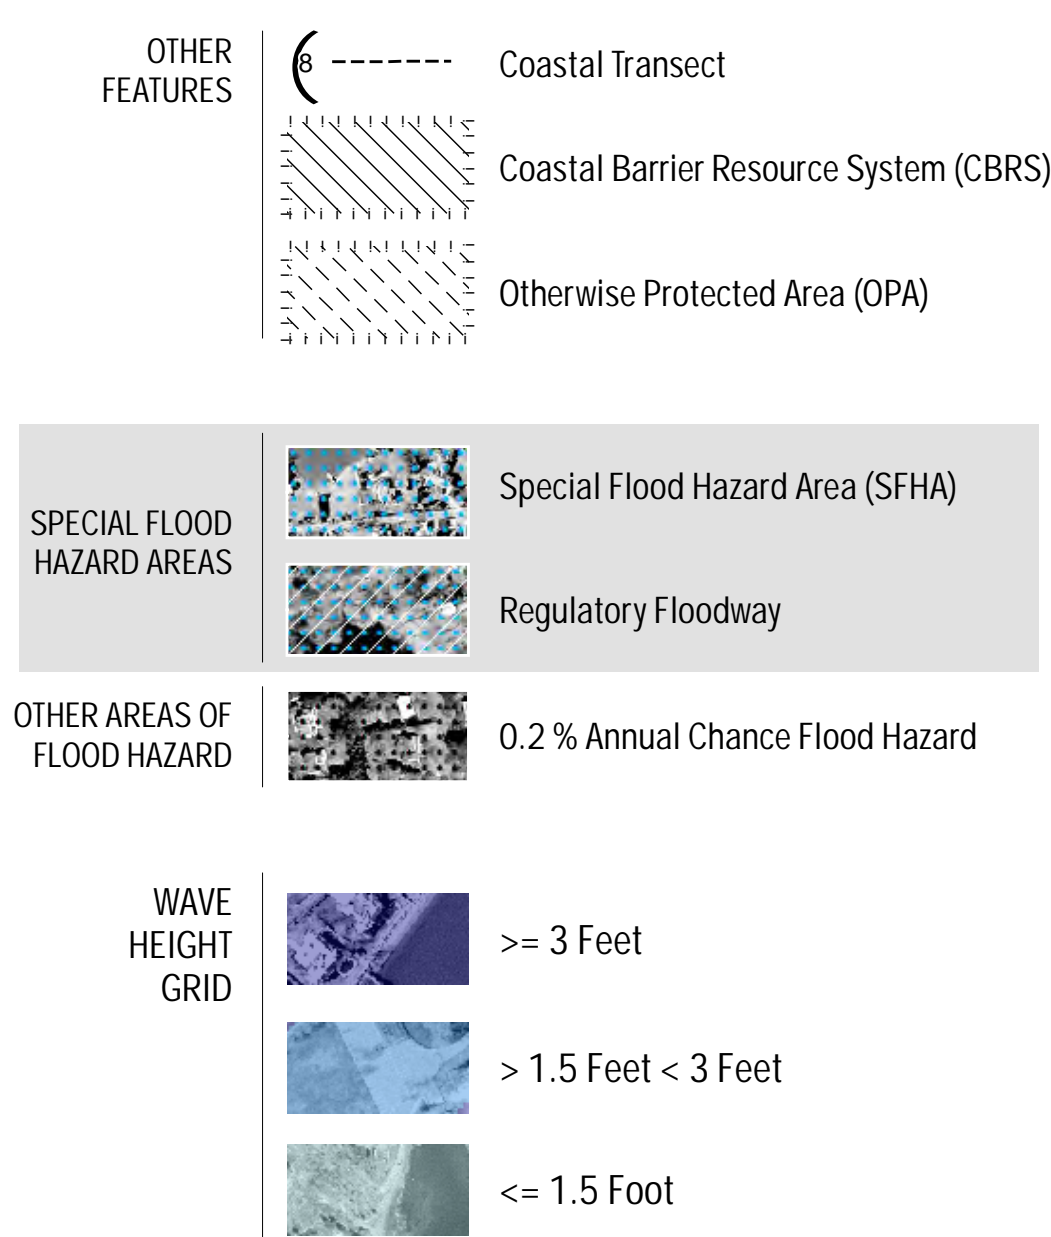 OTHER
FEATURES
8
Coastal Transect
Coastal Barrier Resource System (CBRS)
Otherwise Protected Area (OPA)
SPECIAL FLOOD
HAZARD AREAS
Special Flood Hazard Area (SFHA)
Regulatory Floodway
OTHER AREAS OF
FLOOD HAZARD
0.2 % Annual Chance Flood Hazard
WAVE
HEIGHT
GRID
>= 3 Feet
> 1.5 Feet < 3 Feet
<= 1.5 Foot